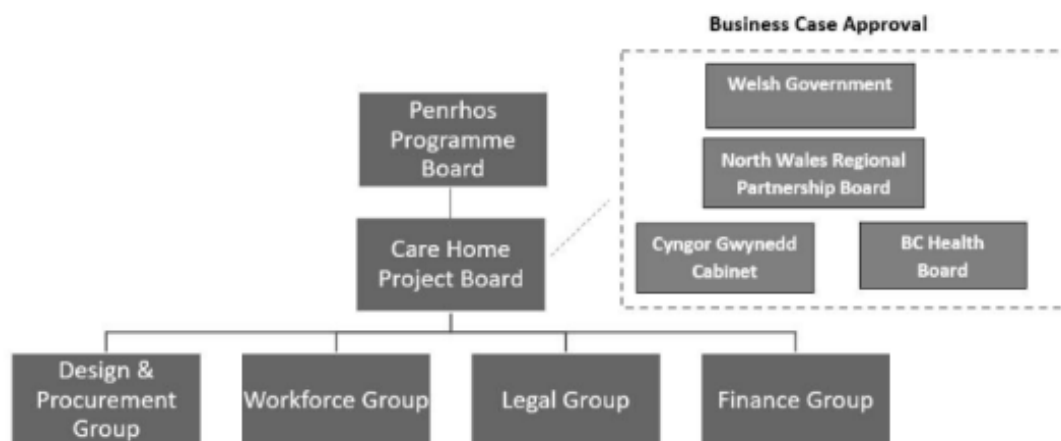 Business Case Approval
Welsh Government
North Wales Regional
Partnership Board
Cyngor Gwynedd
Cabinet
BC Health
Board
Penrhos
Programme
Board
Care Home
Project Board
Design &
Procurement
Group
Workforce Group
Legal Group
Finance Group